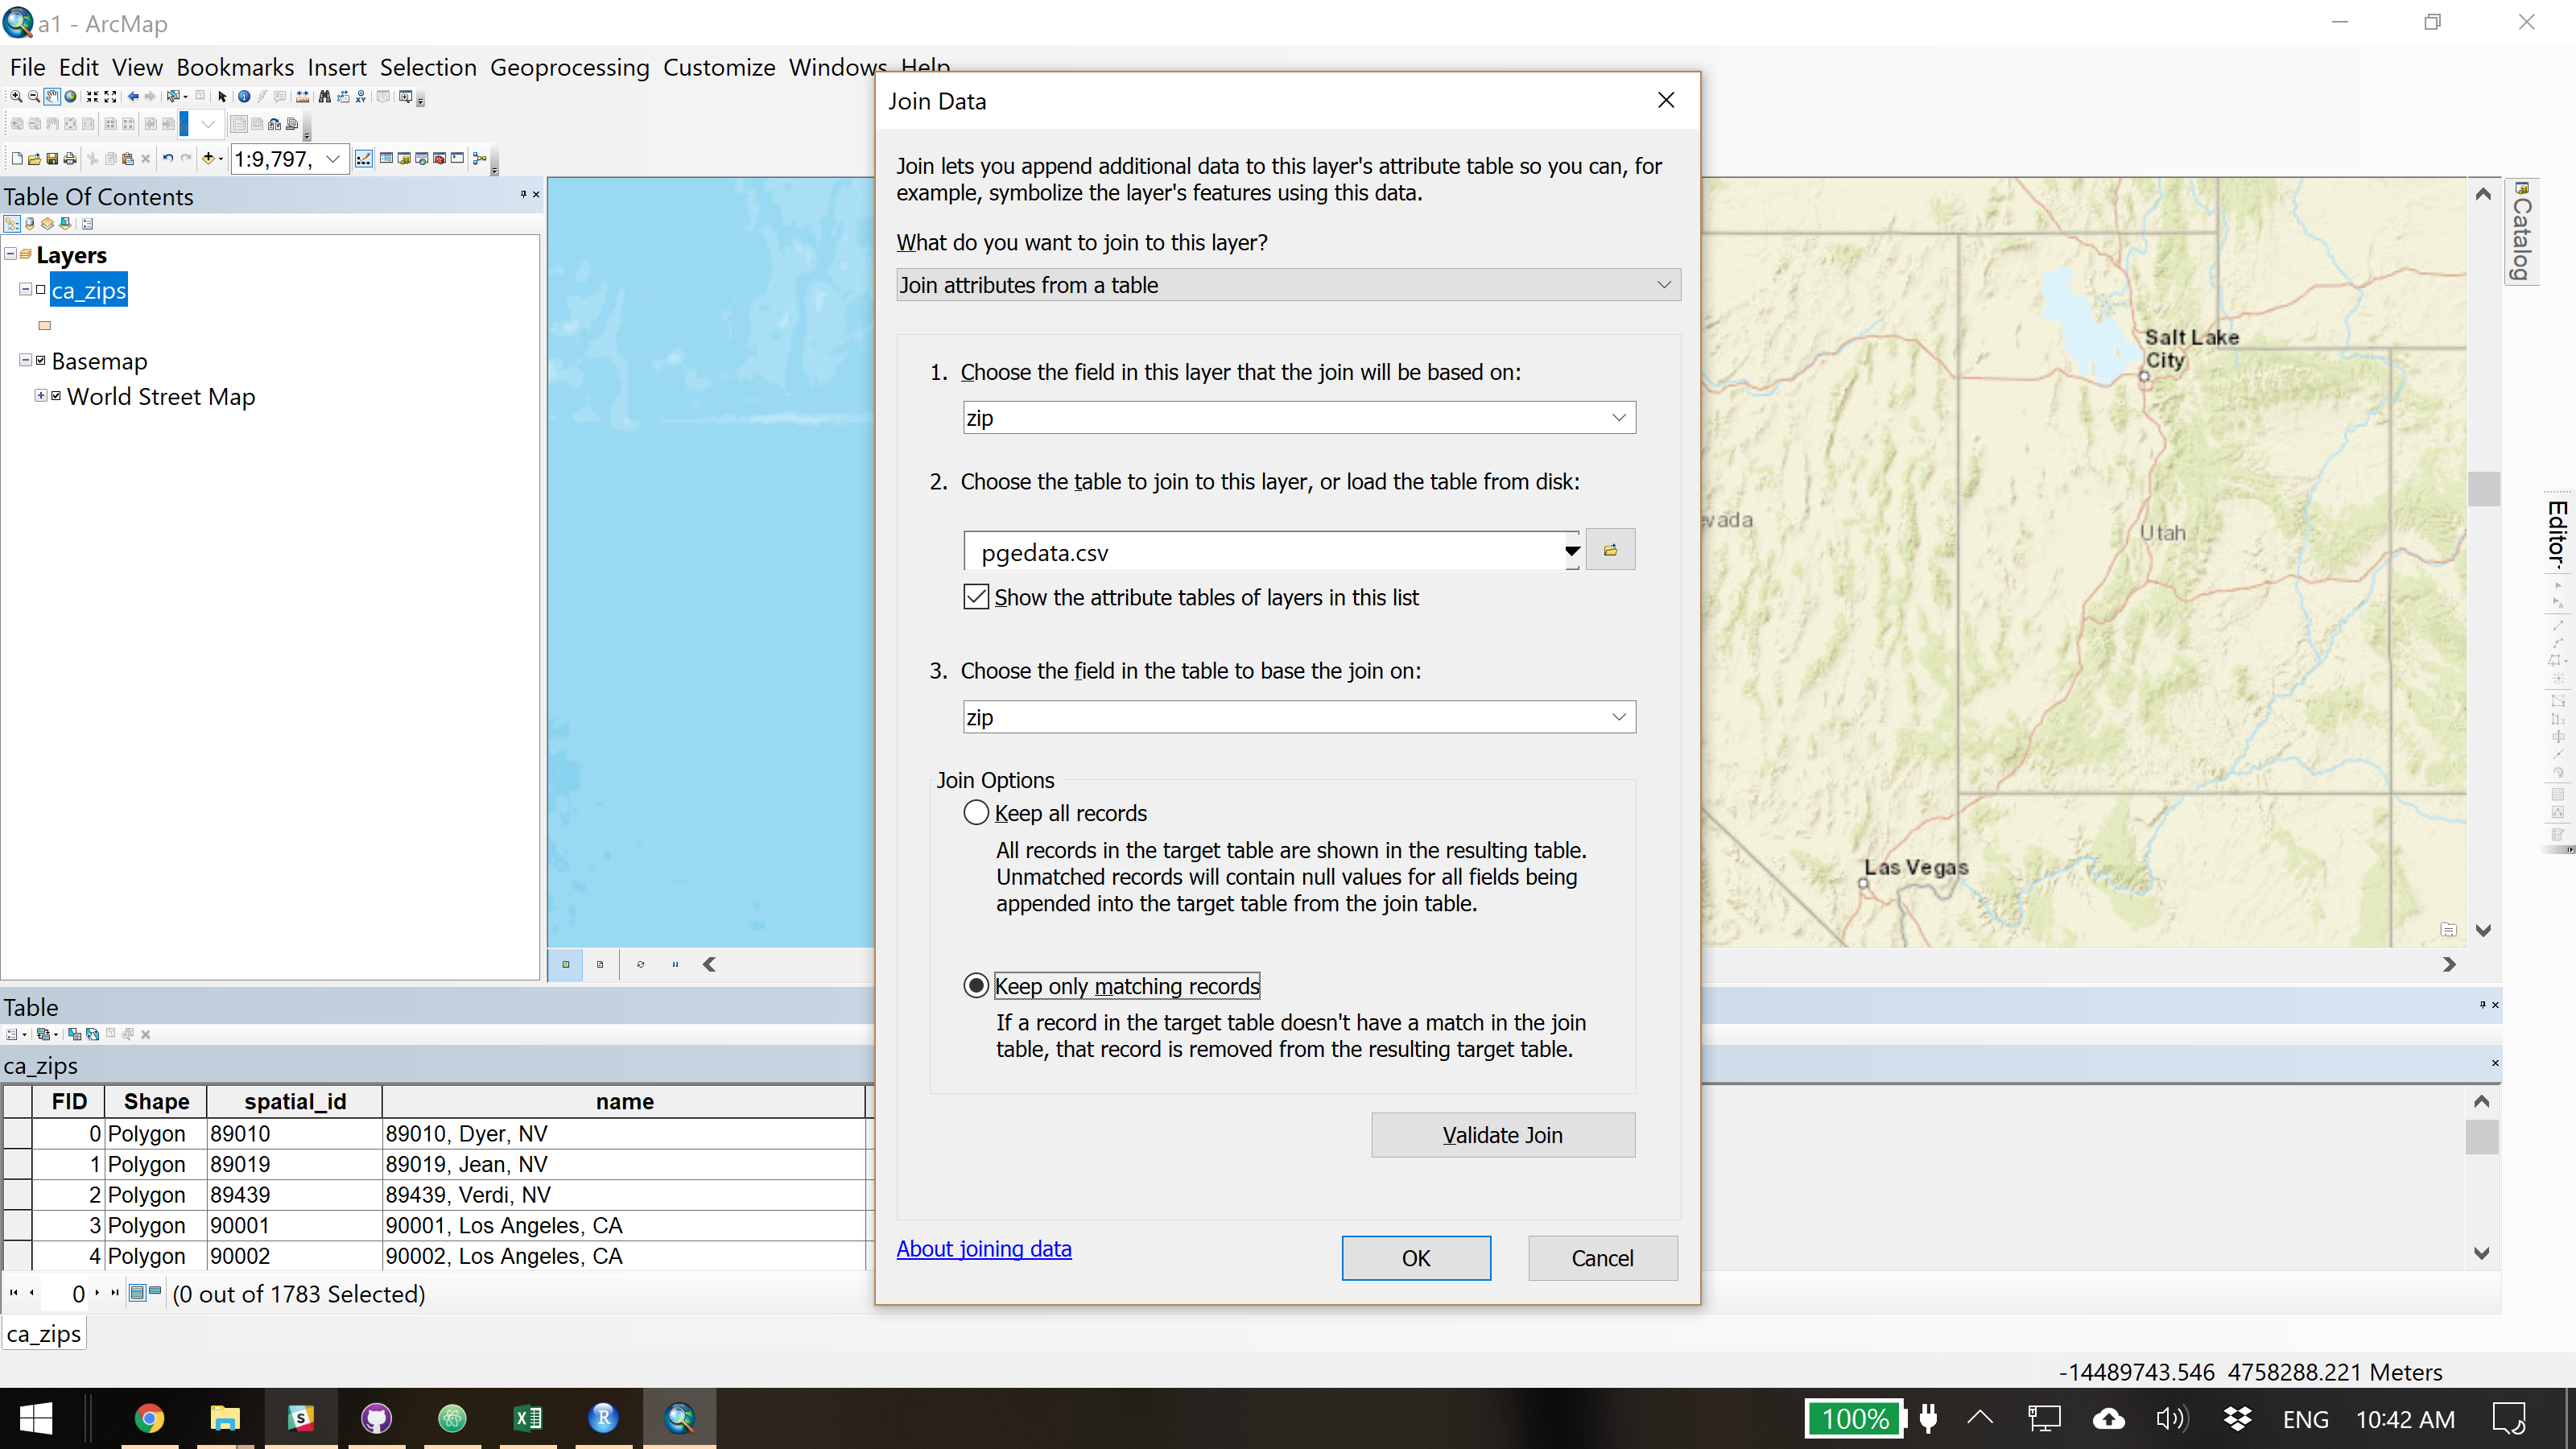 a1 - ArcMap
File Edit View Bookmarks Insert Selection Geoprocessing Customize Windows Help
1:9,797,
Table Of Contents
Layers
ca_zips
Basemap
World Street Map
Join Data
Join lets you append additional data to this layer's attribute table so you can, for
example, symbolize the layer's features using this data.
What do you want to join to this layer?
Join attributes from a table
1. Choose the field in this layer that the join will be based on:
zip
2. Choose the table to join to this layer, or load the table from disk:
pgedata.csv
Show the attribute tables of layers in this list
3. Choose the field in the table to base the join on:
zip
Join Options
Keep all records
All records in the target table are shown in the resulting table.
Unmatched records will contain null values for all fields being
appended into the target table from the join table.
Keep only matching records
If a record in the target table doesn't have a match in the join
table, that record is removed from the resulting target table.
Validate Join
About joining data
OK
Cancel
Salt Lake
City
vada
Utah
Las Vegas
Catalog
Editor
Table
ca_zips
FID Shape spatial_id name
0 Polygon 89010 89010, Dyer, NV
1 Polygon 89019 89019, Jean, NV
2 Polygon 89439 89439, Verdi, NV
3 Polygon 90001 90001, Los Angeles, CA
4 Polygon 90002 90002, Los Angeles, CA
0
(0 out of 1783 Selected)
ca_zips
-14489743.546 4758288.221 Meters
100%
ENG
10:42 AM